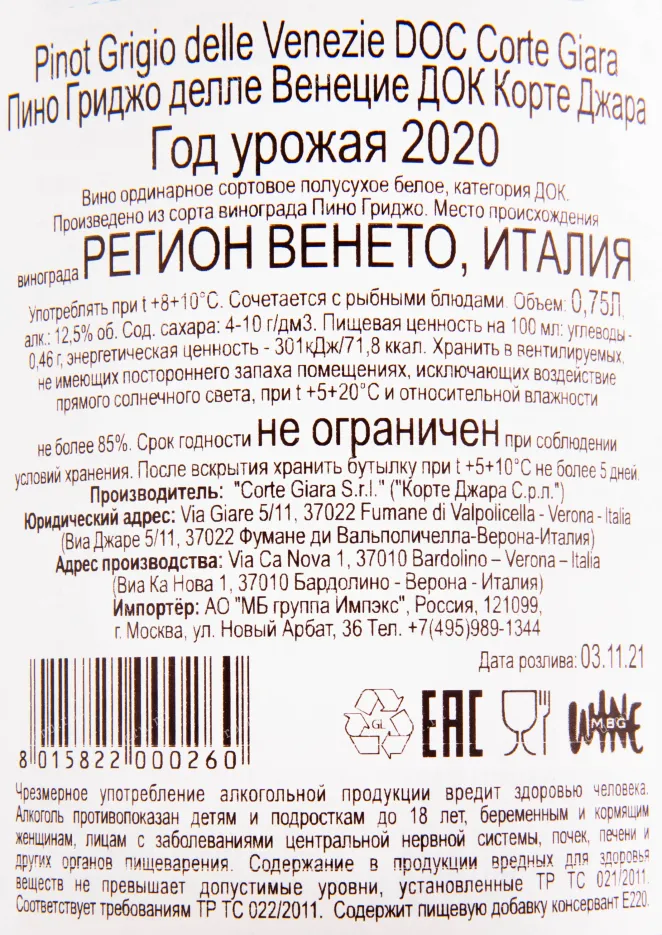 Pinot Grigio delle Venezie DOC Corte Giara
Пино Гриджо делле Венецие ДОК Корте Джара
Год урожая 2020
Вино ординарное сортовое полусухое белое, категория ДОК.
Произведено из сорта винограда Пино Гриджо. Место происхождения
винограда РЕГИОН ВЕНЕТО, ИТАЛИЯ
Употреблять при t +8+10°С. Сочетается с рыбными блюдами. Объем: 0,75Л,
алк.: 12,5% об. Сод. сахара: 4-10 г/дм3. Пищевая ценность на 100 мл: углеводы -
0,46 г, энергетическая ценность - 301кДж/71,8 ккал. Хранить в вентилируемых,
не имеющих постороннего запаха помещениях, исключающих воздействие
прямого солнечного света, при t +5+20°С и относительной влажности
не более 85%. Срок годности не ограничен при соблюдении
условий хранения. После вскрытия хранить бутылку при t +5+10°С не более 5 дней.
Производитель: "Corte Giara S.r.l." ("Корте Джара С.р.л.")
Юридический адрес: Via Giare 5/11, 37022 Fumane di Valpolicella - Verona - Italia
(Виа Джаре 5/11, 37022 Фумане ди Вальполичелла-Верона-Италия)
Адрес производства: Via Ca Nova 1, 37010 Bardolino – Verona – Italia
(Виа Ка Нова 1, 37010 Бардолино - Верона - Италия)
Импортёр: АО "МБ группа Импэкс", Россия, 121099,
г. Москва, ул. Новый Арбат, 36 Тел. +7(495)989-1344
Дата розлива: 03.11.21
GL
EAC
WINE
MBG
8 015822 000260
Чрезмерное употребление алкогольной продукции вредит здоровью человека.
Алкоголь противопоказан детям и подросткам до 18 лет, беременным и кормящим
женщинам, лицам с заболеваниями центральной нервной системы, почек, печени и
других органов пищеварения. Содержание в продукции вредных для здоровья
веществ не превышает допустимые уровни, установленные ТР ТС 021/2011.
Соответствует требованиям ТР ТС 022/2011. Содержит пищевую добавку консервант Е220.